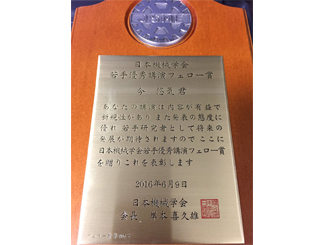 JSME
日本機械学会
若手優秀講演フェロー賞
今 悠気 君
あなたの講演は内容が有益で
新規性がありまた発表の態度に
優れ若手研究者として将来の
発展が期待されますのでここに
日本機械学会若手優秀講演フェロー賞
を贈りこれを表彰します
2016年6月9日
日本機械学会
会長 岸本喜久雄